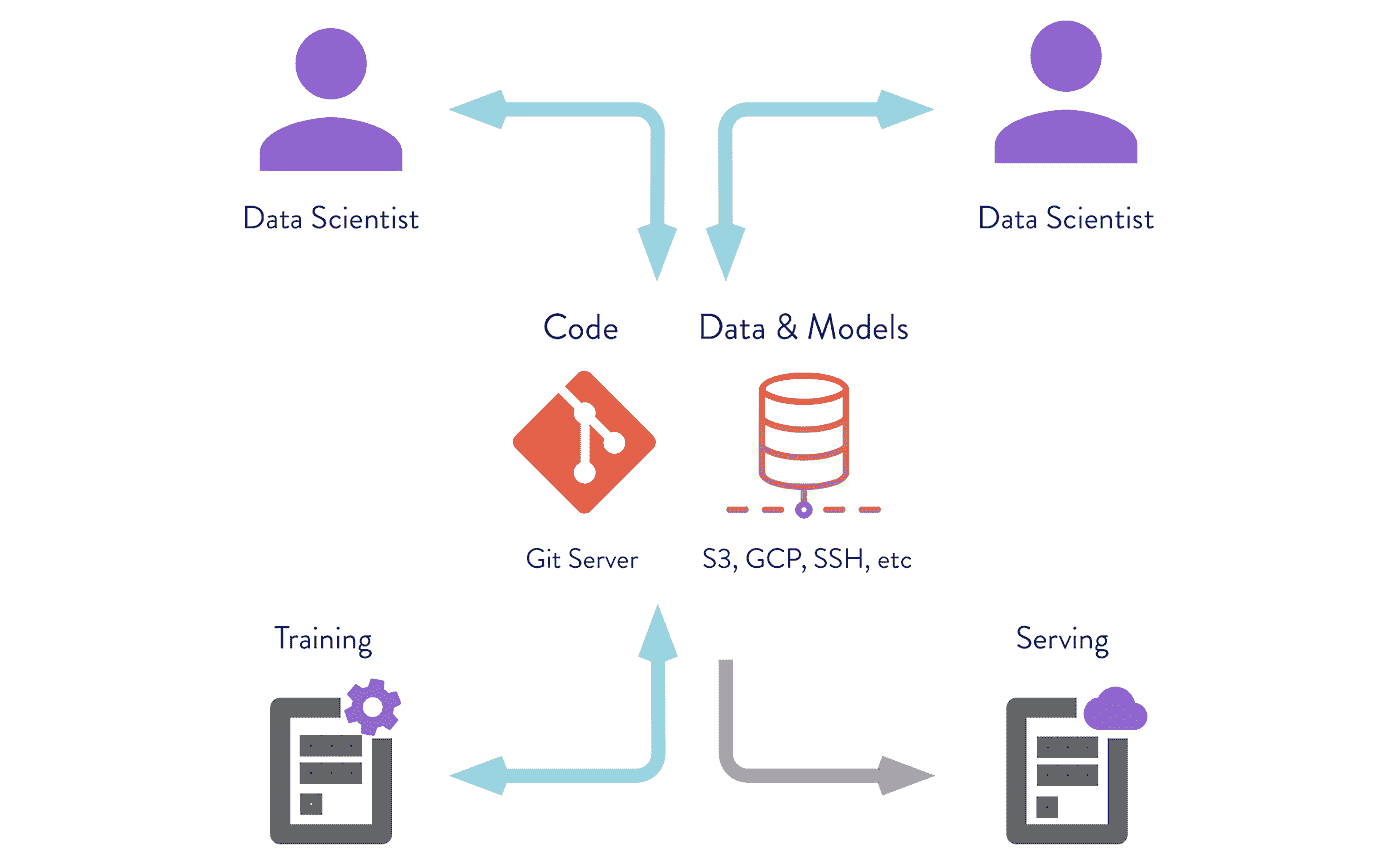 Data Scientist
Data Scientist
Code
Data & Models
Git Server
S3, GCP, SSH, etc
Training
Serving